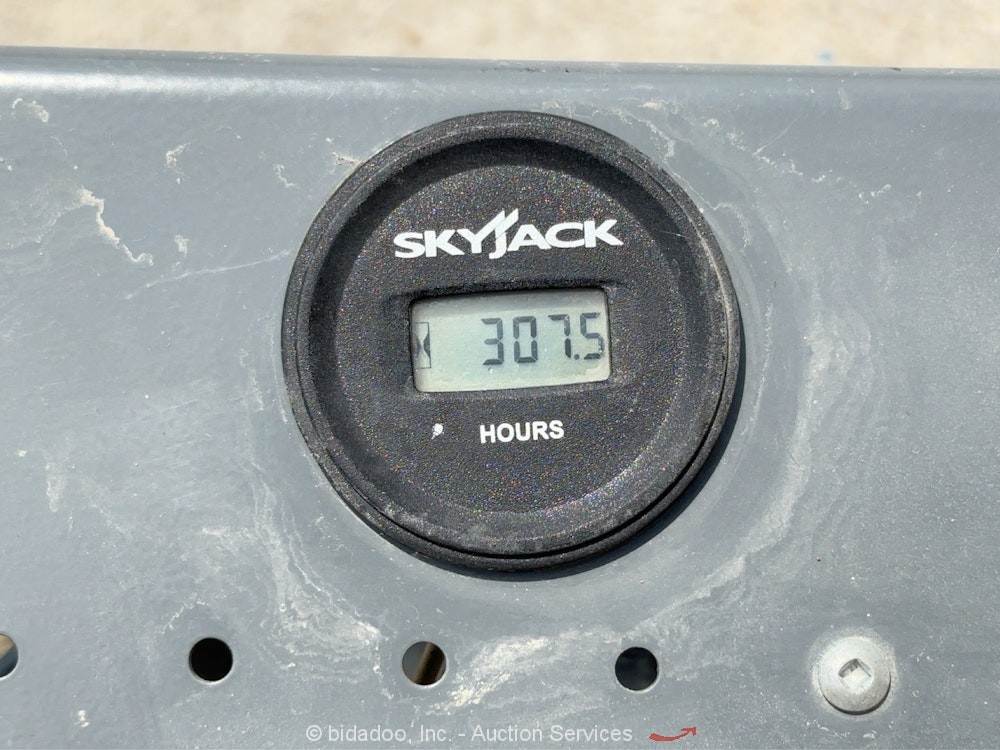 SKYJACK
307.5
HOURS
© bidadoo, Inc. - Auction Services